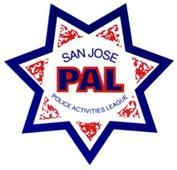 SAN JOSE
PAL
POLICE ACTIVITIES LEAGUE